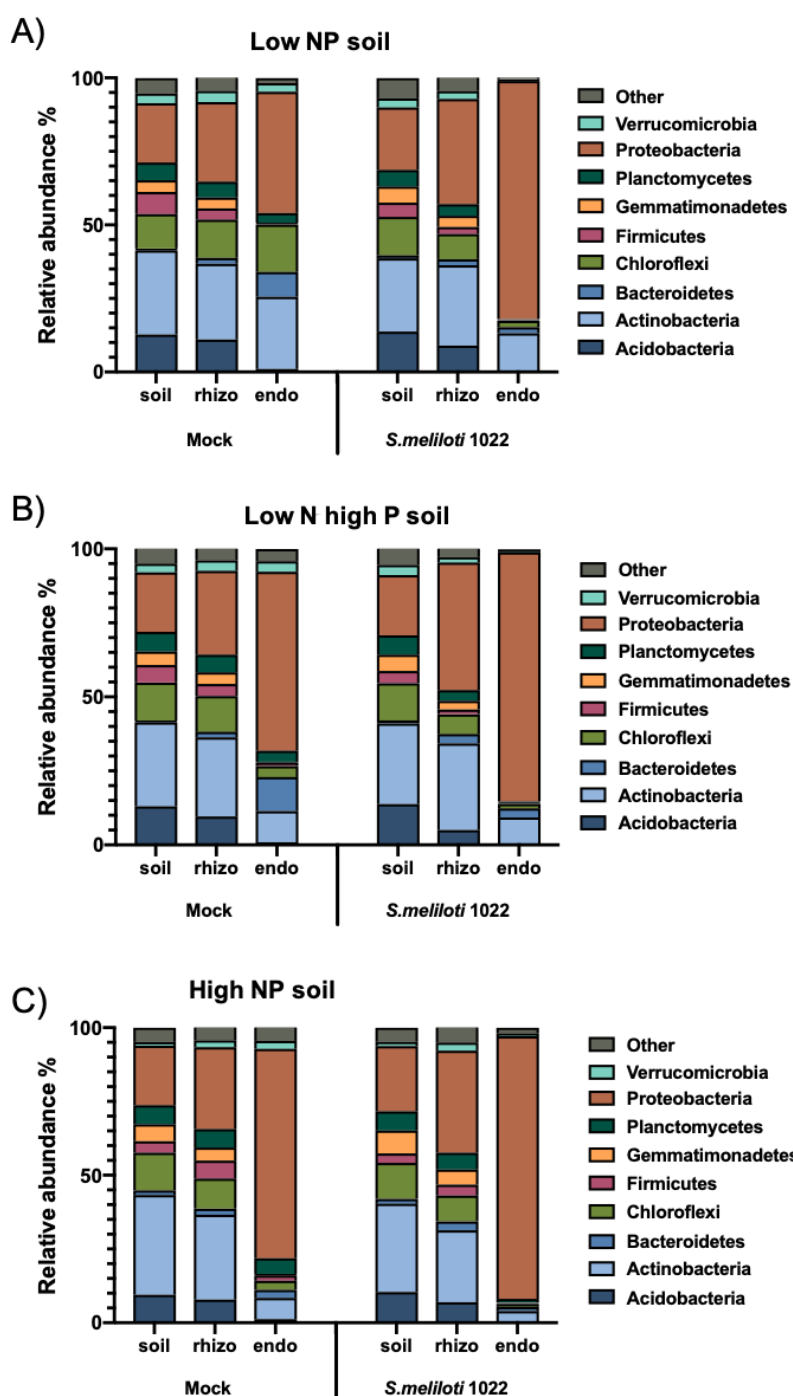 A)
Low NP soil
Relative abundance %
100
50
0
soil rhizo endo soil rhizo endo
Mock S.meliloti 1022
Other
Verrucomicrobia
Proteobacteria
Planctomycetes
Gemmatimonadetes
Firmicutes
Chloroflexi
Bacteroidetes
Actinobacteria
Acidobacteria
B)
Low N high P soil
Relative abundance %
100
50
0
soil rhizo endo soil rhizo endo
Mock S.meliloti 1022
Other
Verrucomicrobia
Proteobacteria
Planctomycetes
Gemmatimonadetes
Firmicutes
Chloroflexi
Bacteroidetes
Actinobacteria
Acidobacteria
C)
High NP soil
Relative abundance %
100
50
0
soil rhizo endo soil rhizo endo
Mock S.meliloti 1022
Other
Verrucomicrobia
Proteobacteria
Planctomycetes
Gemmatimonadetes
Firmicutes
Chloroflexi
Bacteroidetes
Actinobacteria
Acidobacteria